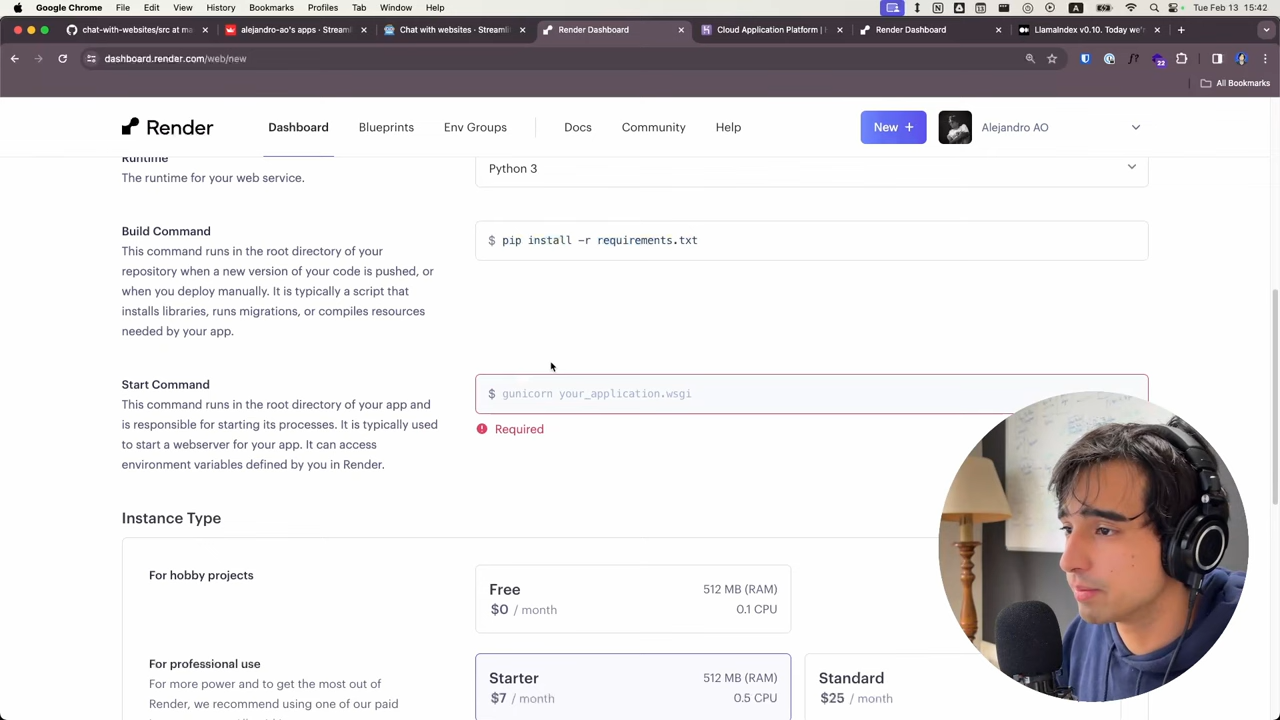 Google Chrome File Edit View History Bookmarks Profiles Tab Window Help Tue Feb 13 15:42
chat-with-websites/src at ma
alejandro-ao's apps · Streaml
Chat with websites · Streaml
Render Dashboard
Cloud Application Platform |
Render Dashboard
LlamaIndex v0.10. Today we'r
dashboard.render.com/web/new
22
All Bookmarks
Render
Dashboard Blueprints Env Groups Docs Community Help
New +
Alejandro AO
Runtime
The runtime for your web service.
Python 3
Build Command
This command runs in the root directory of your
repository when a new version of your code is pushed, or
when you deploy manually. It is typically a script that
installs libraries, runs migrations, or compiles resources
needed by your app.
$ pip install -r requirements.txt
Start Command
This command runs in the root directory of your app and
is responsible for starting its processes. It is typically used
to start a webserver for your app. It can access
environment variables defined by you in Render.
$ gunicorn your_application.wsgi
Required
Instance Type
For hobby projects
Free 512 MB (RAM)
$0 / month 0.1 CPU
For professional use
For more power and to get the most out of
Render, we recommend using one of our paid
Starter 512 MB (RAM)
$7 / month 0.5 CPU
Standard
$25 / month